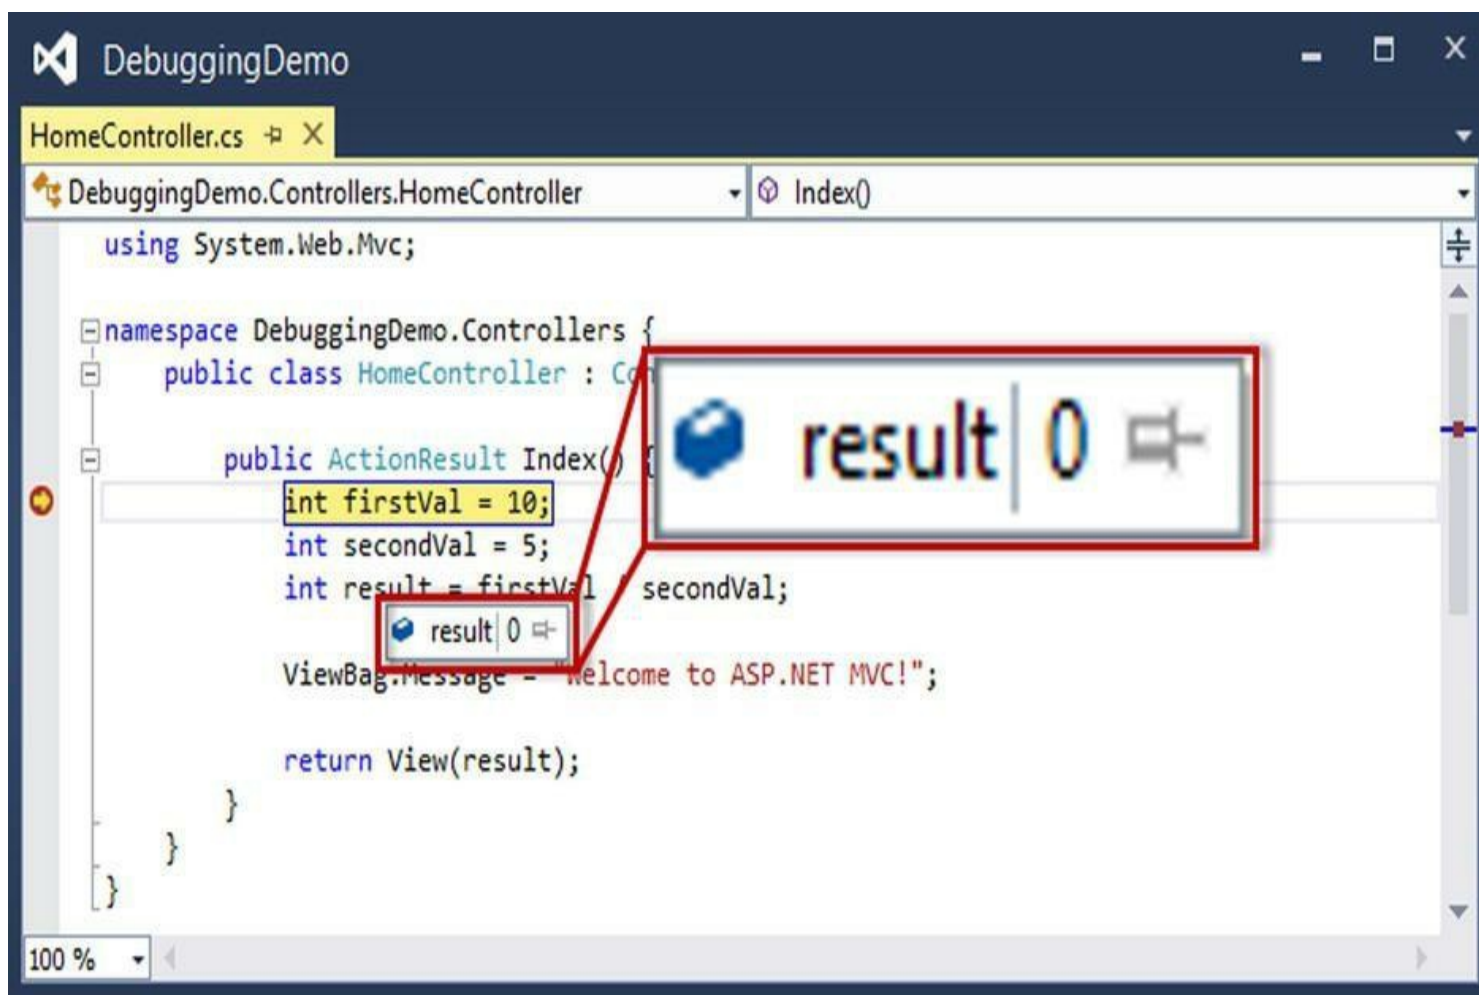 DebuggingDemo
HomeController.cs
DebuggingDemo.Controllers.HomeController
Index()
using System.Web.Mvc;
namespace DebuggingDemo.Controllers {
public class HomeController :
result 0
public ActionResult Index() {
int firstVal = 10;
int secondVal = 5;
int result = firstVal / secondVal;
result 0
ViewBag.Message = "Welcome to ASP.NET MVC!";
return View(result);
}
}
}
100 %